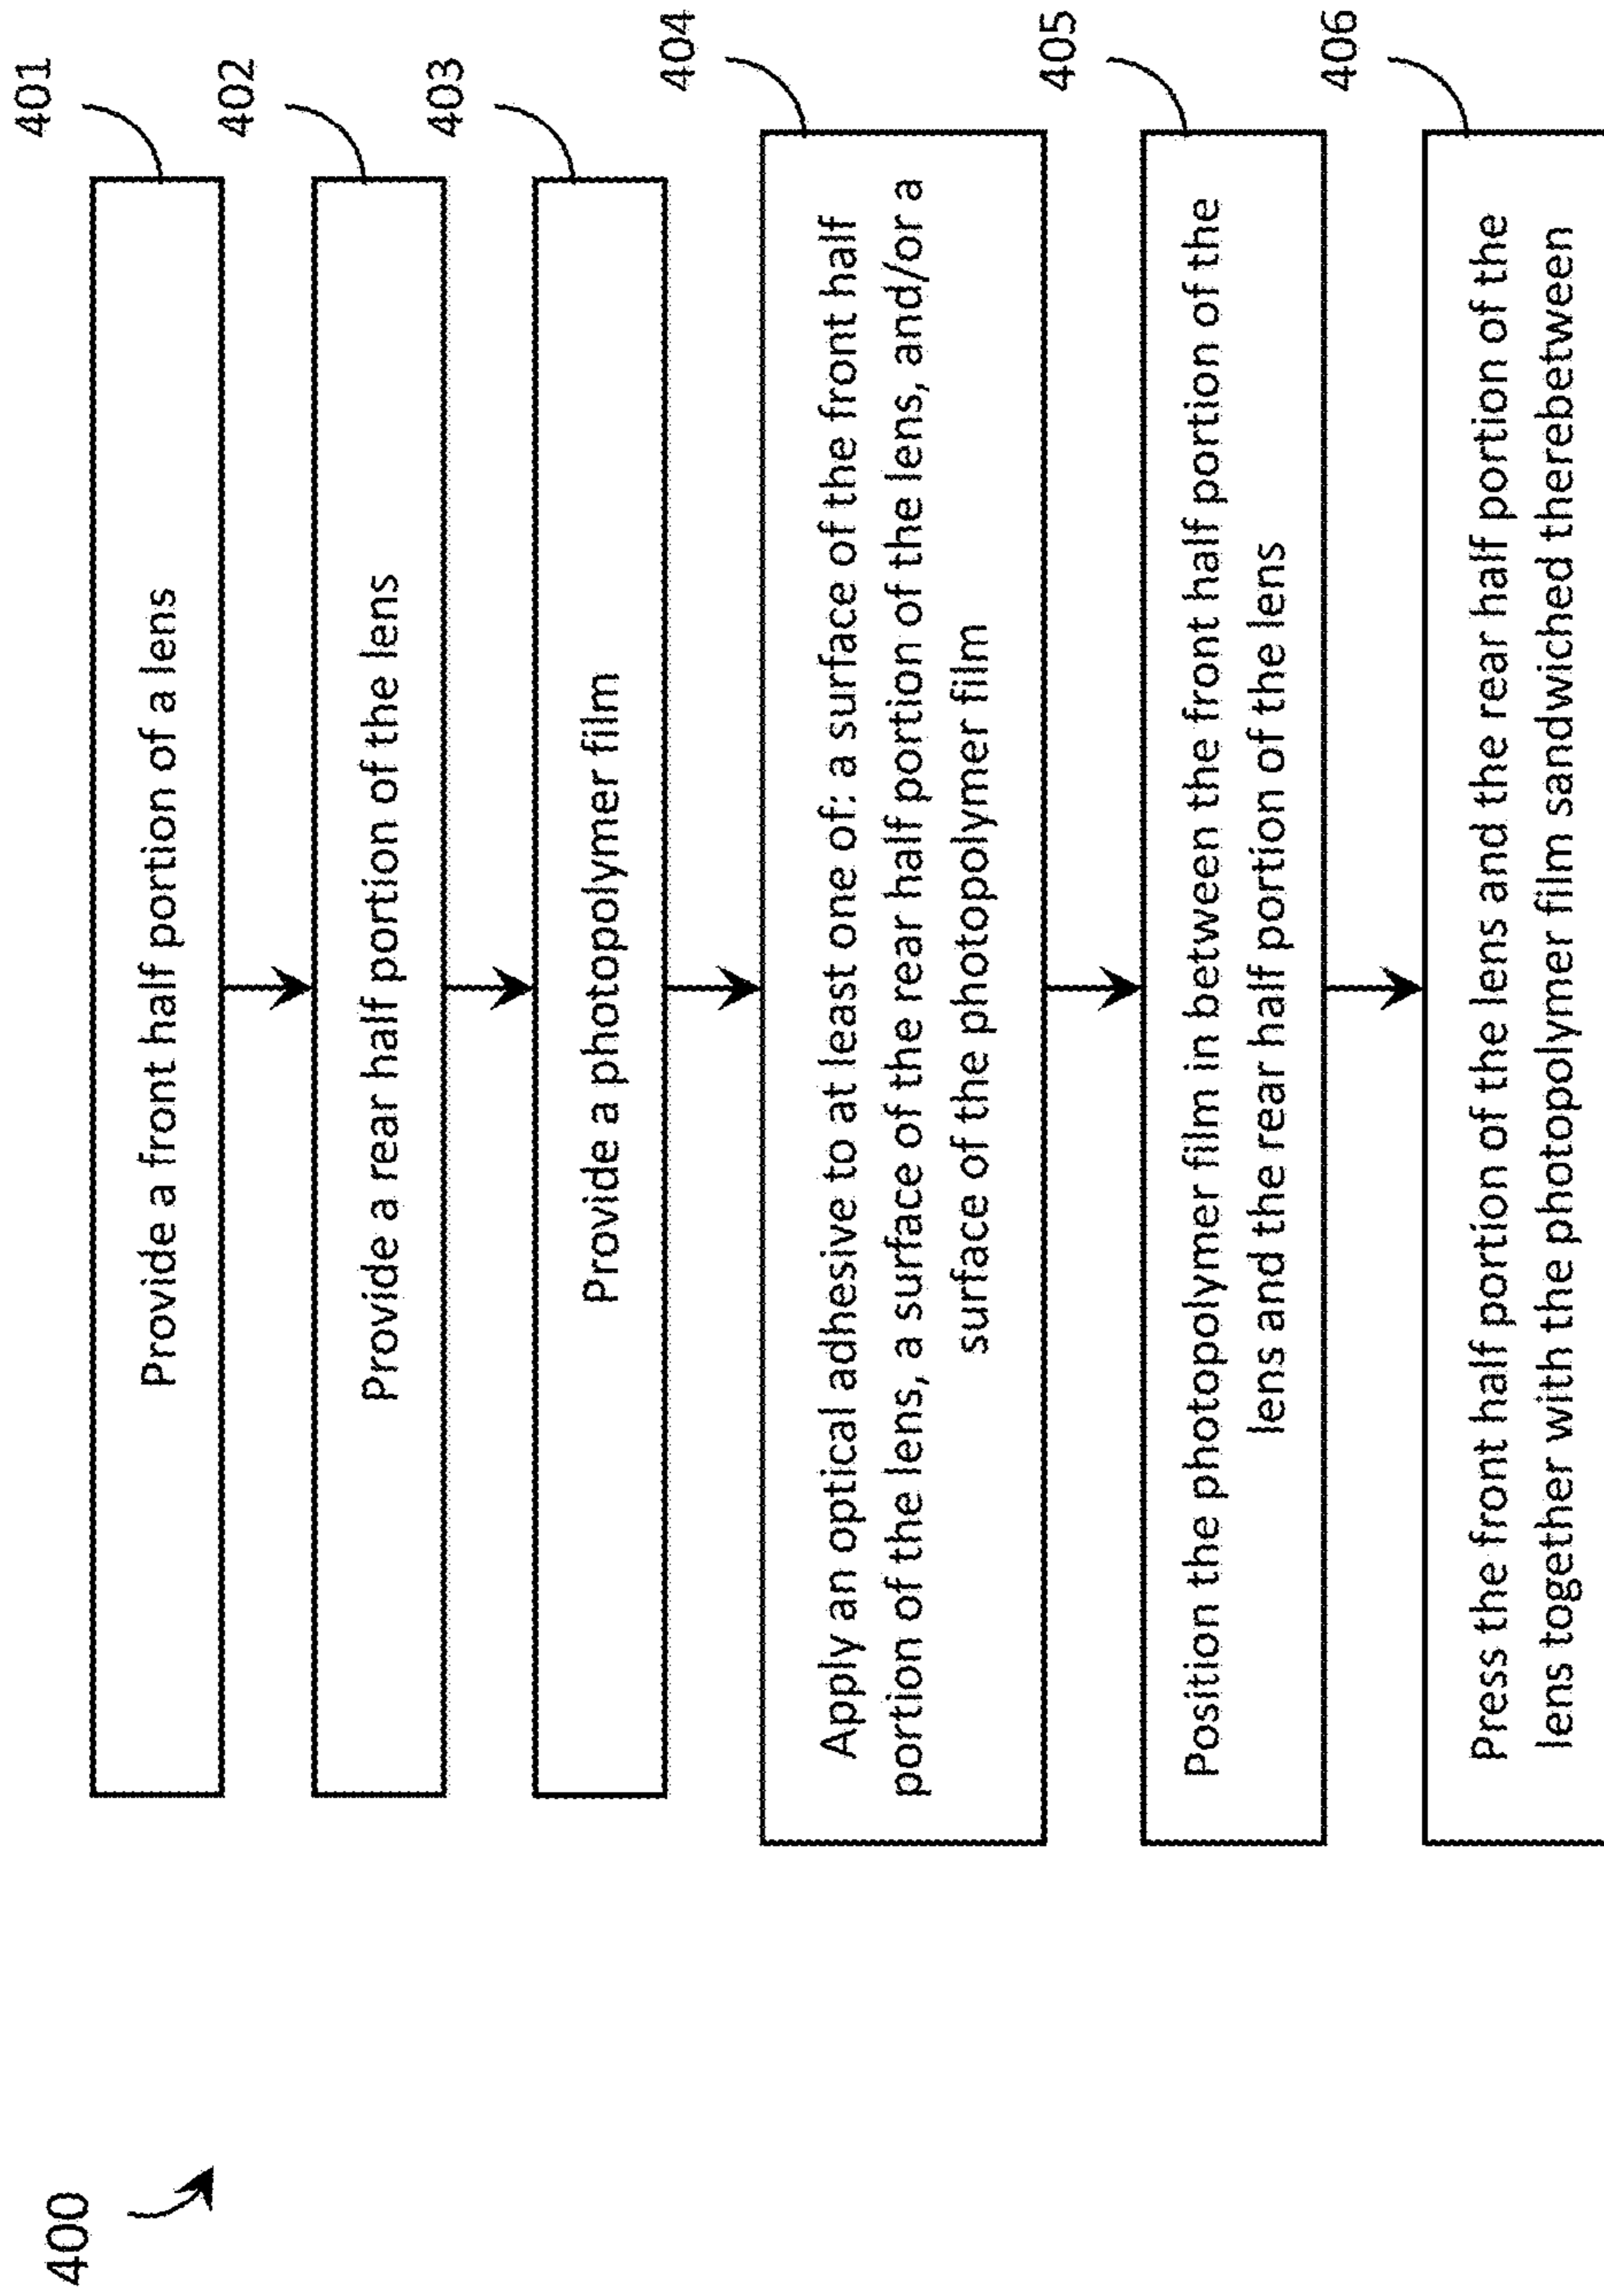 400
401
Provide a front half portion of a lens
402
Provide a rear half portion of the lens
403
Provide a photopolymer film
404
Apply an optical adhesive to at least one of: a surface of the front half
portion of the lens, a surface of the rear half portion of the lens, and/or a
surface of the photopolymer film
405
Position the photopolymer film in between the front half portion of the
lens and the rear half portion of the lens
406
Press the front half portion of the lens and the rear half portion of the
lens together with the photopolymer film sandwiched therebetween